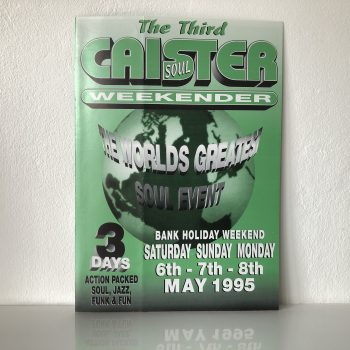 The Third
CAISTER
SOUL
WEEKENDER
THE WORLDS GREATEST
SOUL EVENT
BANK HOLIDAY WEEKEND
SATURDAY SUNDAY MONDAY
6th - 7th - 8th
MAY 1995
3
DAYS
ACTION PACKED
SOUL, JAZZ,
FUNK & FUN